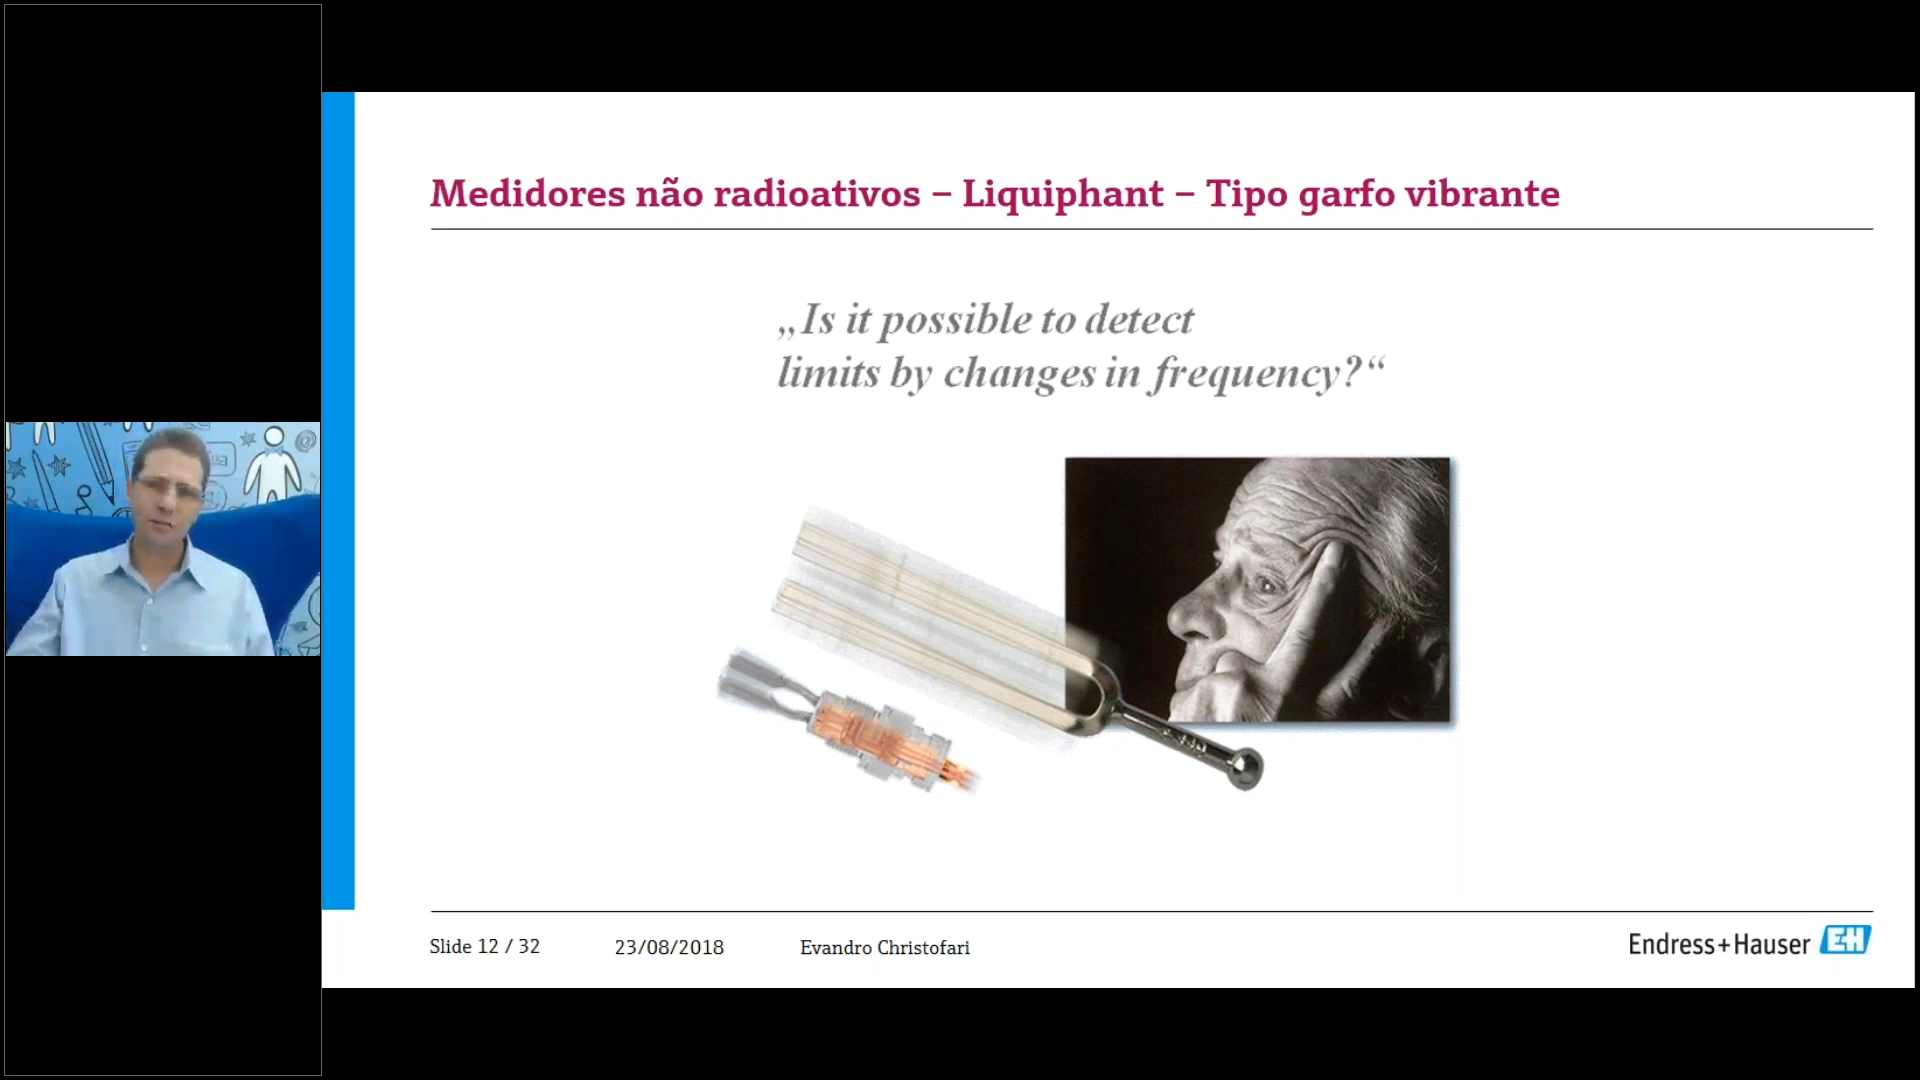 Medidores não radioativos – Liquiphant – Tipo garfo vibrante
„Is it possible to detect
limits by changes in frequency?“
Slide 12 / 32
23/08/2018
Evandro Christofari
Endress+Hauser EH